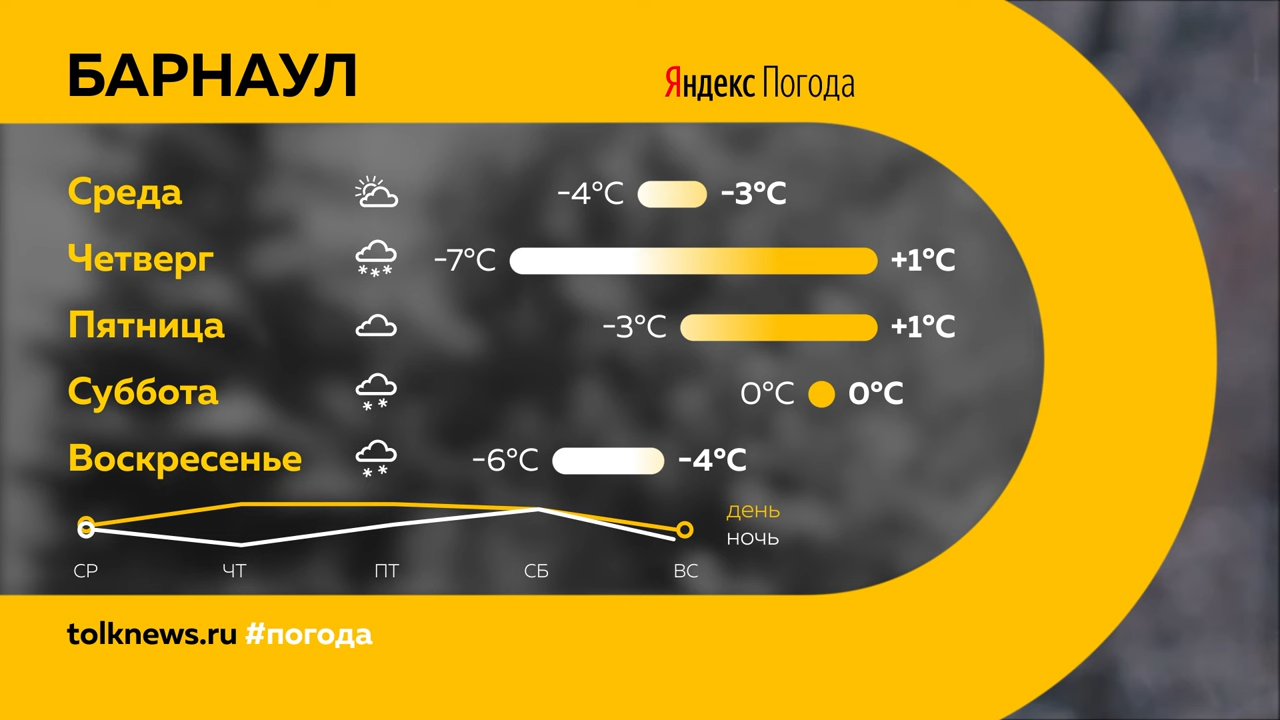 БАРНАУЛ
Яндекс Погода
Среда -4°C -3°C
Четверг -7°C +1°C
Пятница -3°C +1°C
Суббота 0°C 0°C
Воскресенье -6°C -4°C
день
ночь
СР ЧТ ПТ СБ ВС
tolknews.ru #погода